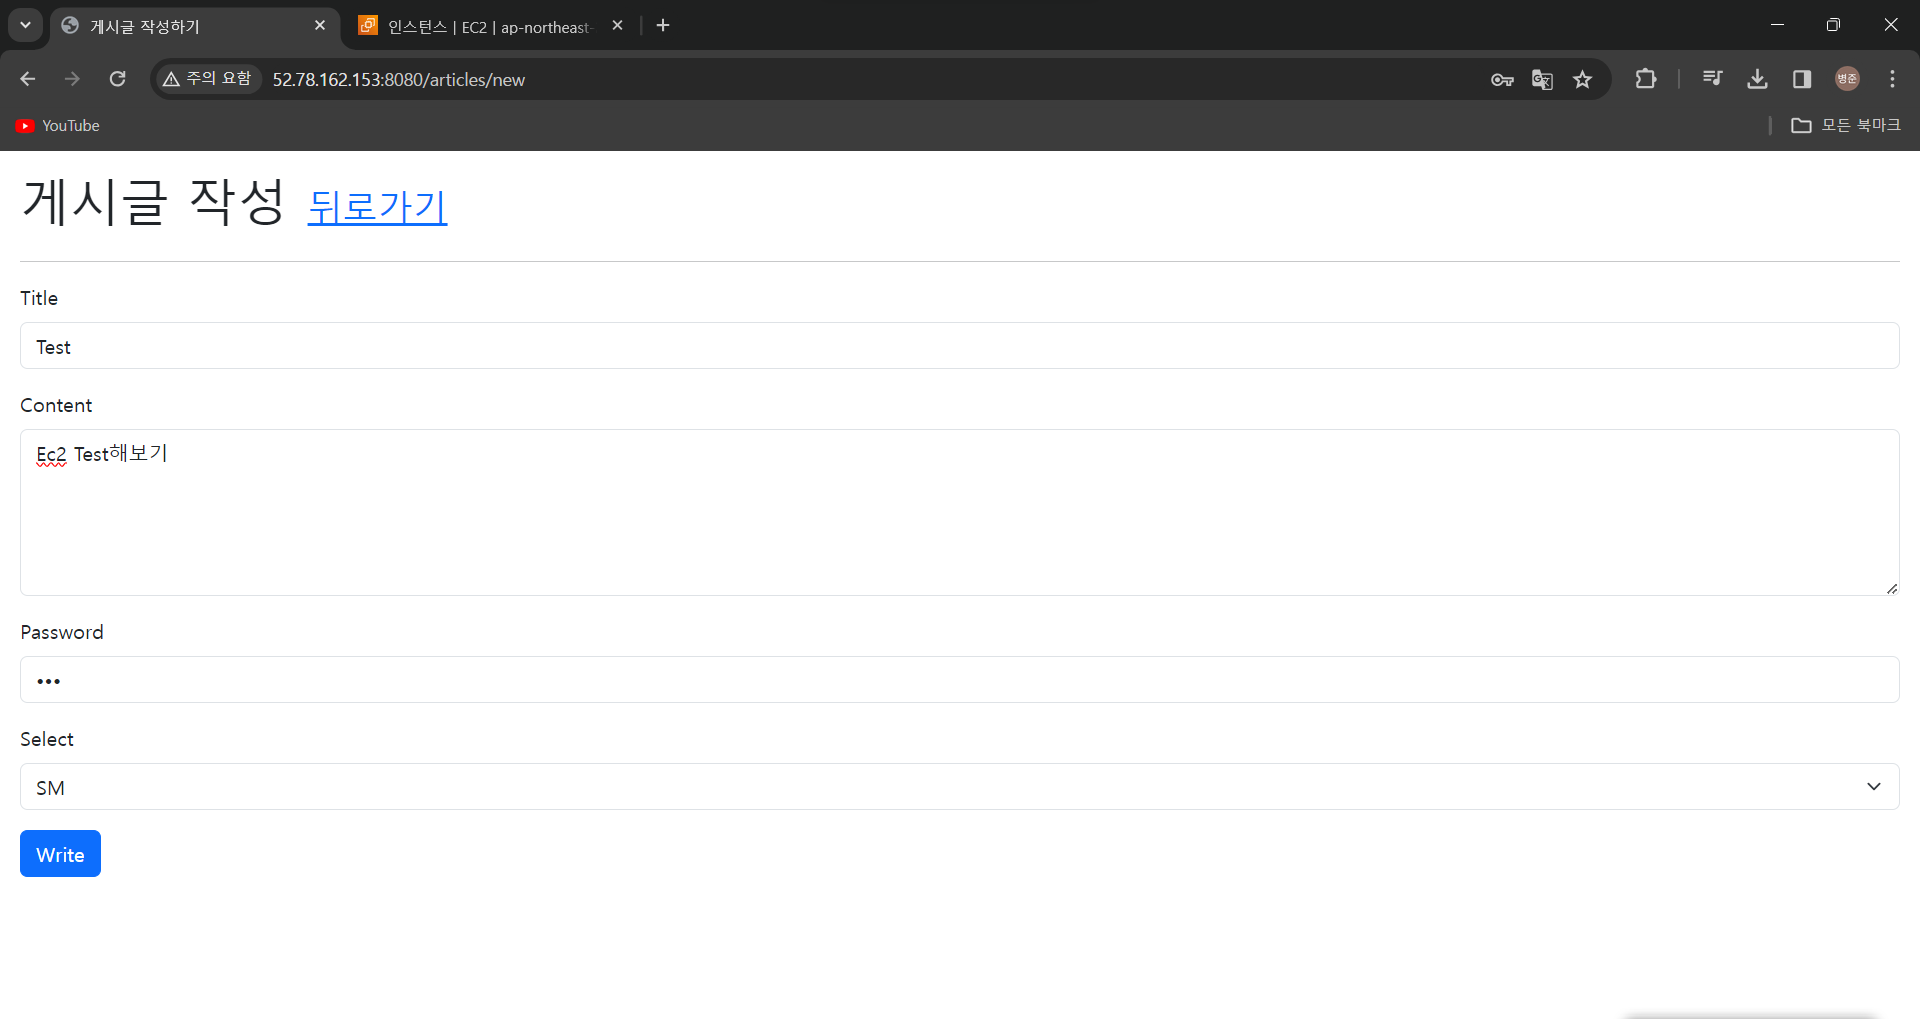 게시글 작성하기
인스턴스 | EC2 | ap-northeast-
주의 요함 52.78.162.153:8080/articles/new
병준
YouTube
모든 북마크
게시글 작성 뒤로가기
Title
Test
Content
Ec2 Test해보기
Password
•••
Select
SM
Write